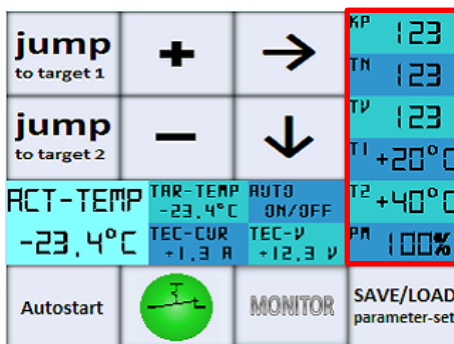 jump
to target 1
jump
to target 2
KP 123
TN 123
TV 123
T1 +20°C
T2 +40°C
PM 100%
ACT-TEMP
-23.4°C
TAR-TEMP
-23.4°C
AUTO
ON/OFF
TEC-CUR
+1.3 A
TEC-V
+12.3 V
Autostart
MONITOR
SAVE/LOAD
parameter-set